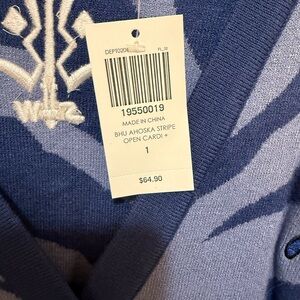 19550019
MADE IN CHINA
BHU AHOSKA STRIPE
OPEN CARDI +
1
$64.90